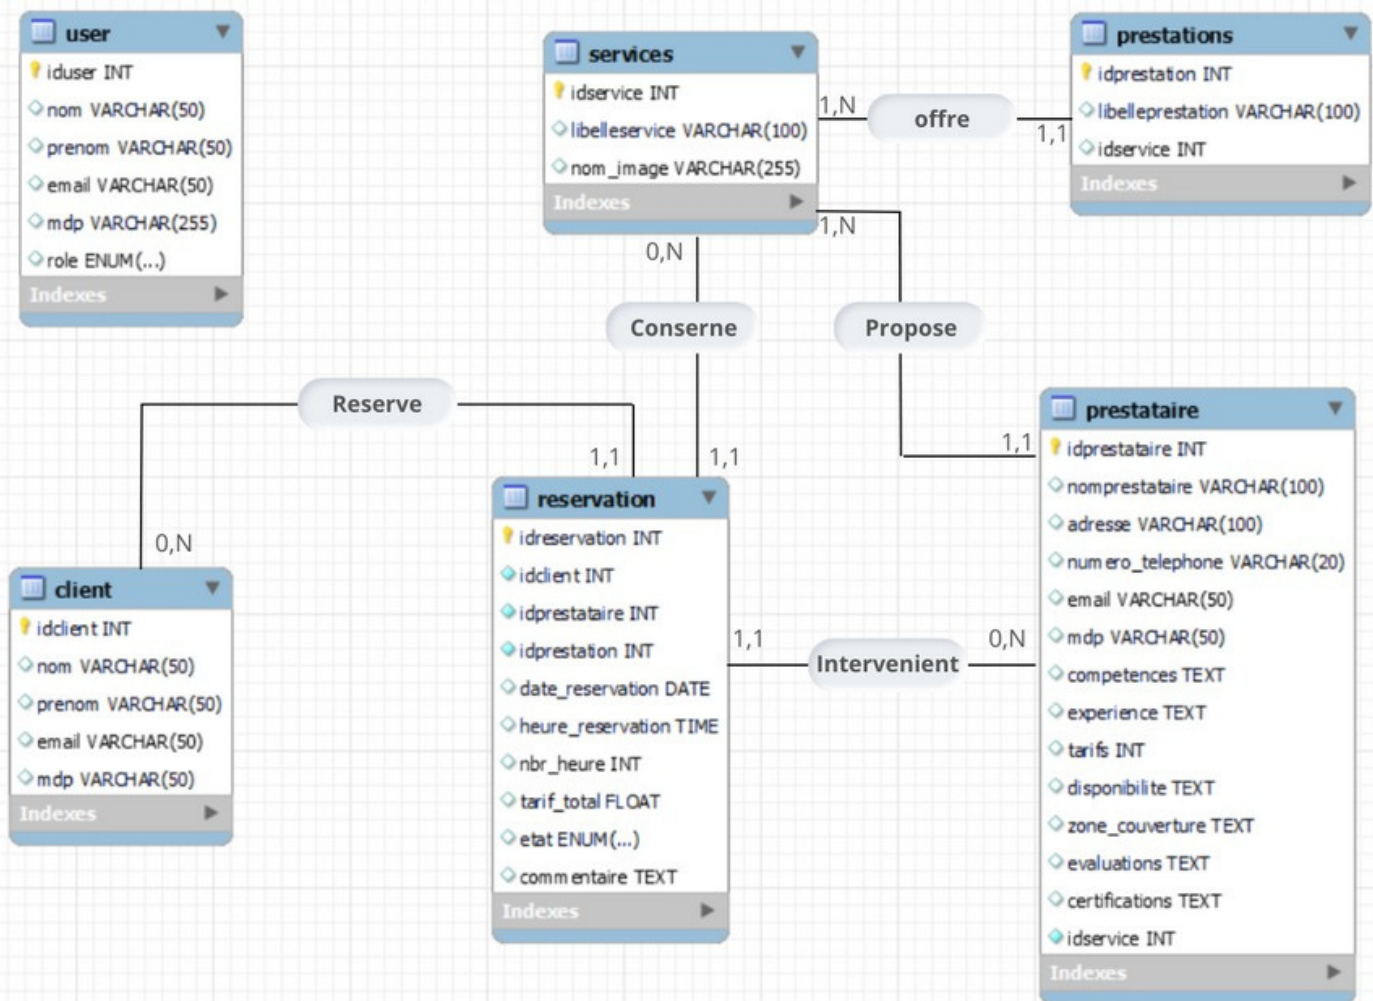 user
iduser INT
nom VARCHAR(50)
prenom VARCHAR(50)
email VARCHAR(50)
mdp VARCHAR(255)
role ENUM(...)
Indexes
services
idservice INT
libelleservice VARCHAR(100)
nom_image VARCHAR(255)
Indexes
1,N
offre
1,1
prestations
idprestation INT
libelleprestation VARCHAR(100)
idservice INT
Indexes
0,N
Conserne
1,1
1,N
Propose
1,1
Reserve
1,1
0,N
client
idclient INT
nom VARCHAR(50)
prenom VARCHAR(50)
email VARCHAR(50)
mdp VARCHAR(50)
Indexes
reservation
idreservation INT
idclient INT
idprestataire INT
idprestation INT
date_reservation DATE
heure_reservation TIME
nbr_heure INT
tarif_total FLOAT
etat ENUM(...)
commentaire TEXT
Indexes
1,1
Intervenient
0,N
prestataire
idprestataire INT
nomprestataire VARCHAR(100)
adresse VARCHAR(100)
numero_telephone VARCHAR(20)
email VARCHAR(50)
mdp VARCHAR(50)
competences TEXT
experience TEXT
tarifs INT
disponibilite TEXT
zone_couverture TEXT
evaluations TEXT
certifications TEXT
idservice INT
Indexes